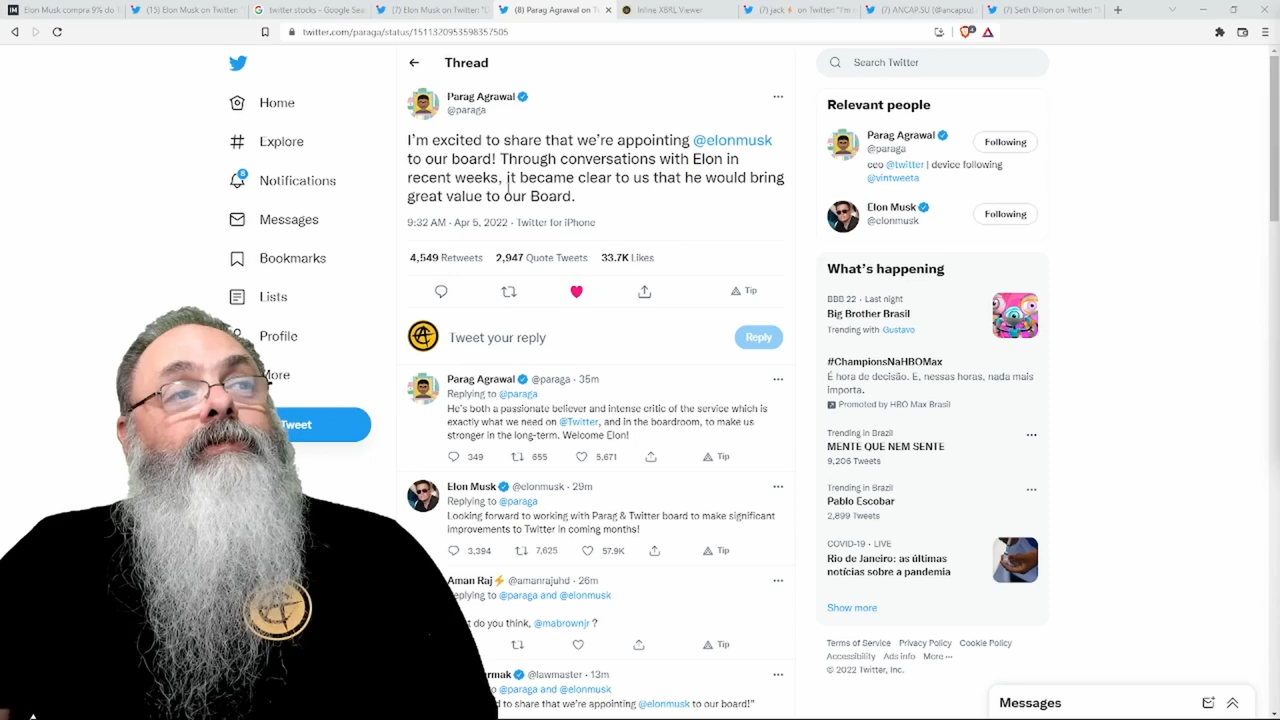 Elon Musk compra 9% do T
(15) Elon Musk on Twitter: "
twitter stocks - Google Sea
(7) Elon Musk on Twitter: "D
(8) Parag Agrawal on Tw
Inline XBRL Viewer
(7) jack⚡ on Twitter: "I'm
(7) ANCAP.SU (@ancapsu)
(7) Seth Dillon on Twitter "
twitter.com/paraga/status/1511320953598357505
Home
Explore
8
Notifications
Messages
Bookmarks
Lists
Profile
More
Tweet
Thread
Parag Agrawal
@paraga
I'm excited to share that we're appointing @elonmusk
to our board! Through conversations with Elon in
recent weeks, it became clear to us that he would bring
great value to our Board.
9:32 AM · Apr 5, 2022 · Twitter for iPhone
4,549 Retweets 2,947 Quote Tweets 33.7K Likes
Tip
Tweet your reply
Reply
Parag Agrawal @paraga · 35m
Replying to @paraga
He's both a passionate believer and intense critic of the service which is
exactly what we need on @Twitter, and in the boardroom, to make us
stronger in the long-term. Welcome Elon!
349 655 5,671 Tip
Elon Musk @elonmusk · 29m
Replying to @paraga
Looking forward to working with Parag & Twitter board to make significant
improvements to Twitter in coming months!
3,394 7,625 57.9K Tip
Aman Raj⚡ @amanrajuhd · 26m
eplying to @paraga and @elonmusk
t do you think, @mabrownjr ?
Tip
rmak @lawmaster · 13m
to @paraga and @elonmusk
d to share that we're appointing @elonmusk to our board!"
Search Twitter
Relevant people
Parag Agrawal
@paraga
Following
ceo @twitter | device following
@vintweeta
Elon Musk
@elonmusk
Following
What's happening
BBB 22 · Last night
Big Brother Brasil
Trending with Gustavo
#ChampionsNaHBOMax
É hora de decisão. E, nessas horas, nada mais
importa.
Promoted by HBO Max Brasil
Trending in Brazil
MENTE QUE NEM SENTE
9,206 Tweets
Trending in Brazil
Pablo Escobar
2,899 Tweets
COVID-19 · LIVE
Rio de Janeiro: as últimas
notícias sobre a pandemia
Show more
Terms of Service Privacy Policy Cookie Policy
Accessibility Ads info More ···
© 2022 Twitter, Inc.
Messages